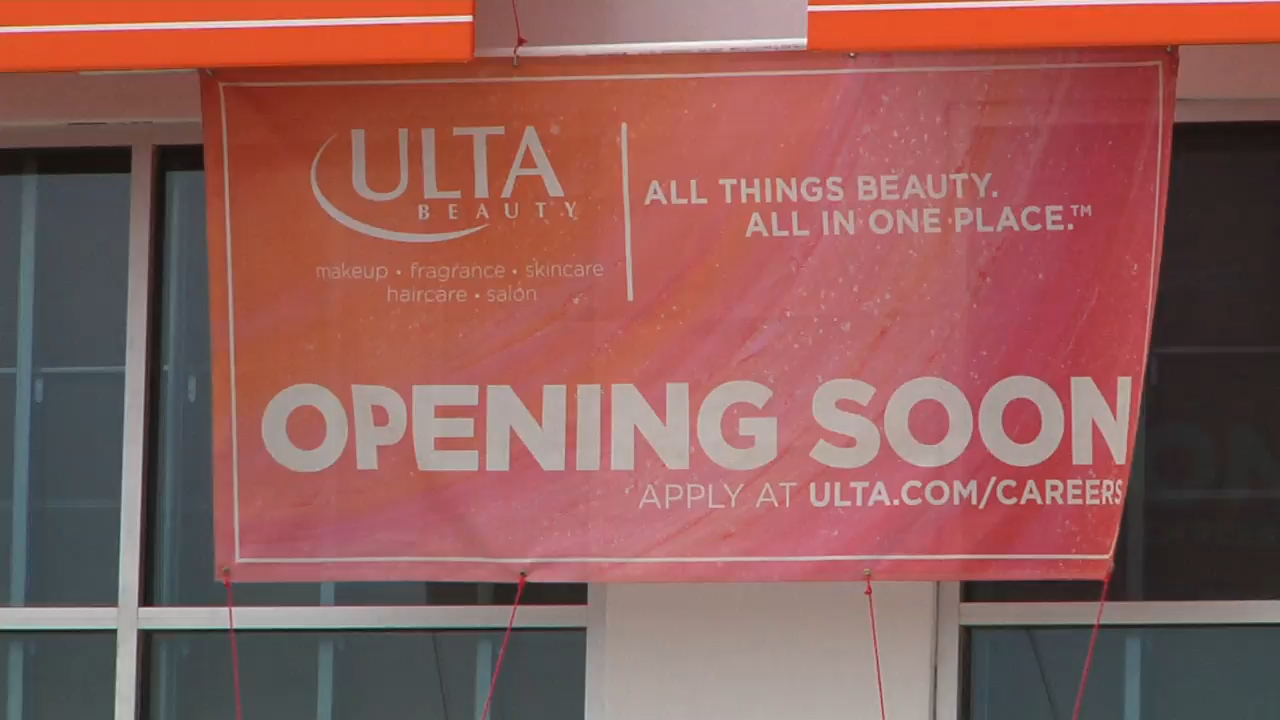 ULTA
BEAUTY
makeup • fragrance • skincare
haircare • salon
ALL THINGS BEAUTY.
ALL IN ONE PLACE.™
OPENING SOON
APPLY AT ULTA.COM/CAREERS